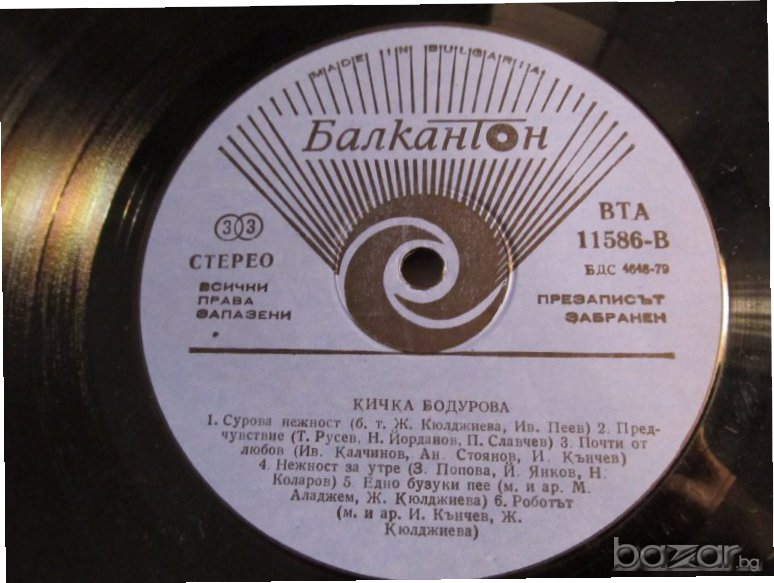 MADE IN BULGARIA
БалканТон
33
СТЕРЕО
ВСИЧКИ
ПРАВА
ЗАПАЗЕНИ
ВТА
11586-В
БДС 4648-79
ПРЕЗАПИСЪТ
ЗАБРАНЕН
КИЧКА БОДУРОВА
1. Сурова нежност (б. т. Ж. Кюлджиева, Ив. Пеев) 2. Пред-
чувствие (Т. Русев, Н. Йорданов, П. Славчев) 3. Почти от
любов (Ив. Калчинов, Ан. Стоянов, И. Кънчев)
4. Нежност за утре (З. Попова, Й. Янков, Н.
Коларов) 5. Едно бузуки пее (м. и ар. М.
Аладжем, Ж. Кюлджиева) 6. Роботът
(м. и ар. И. Кънчев, Ж.
Кюлджиева)
bazar.bg